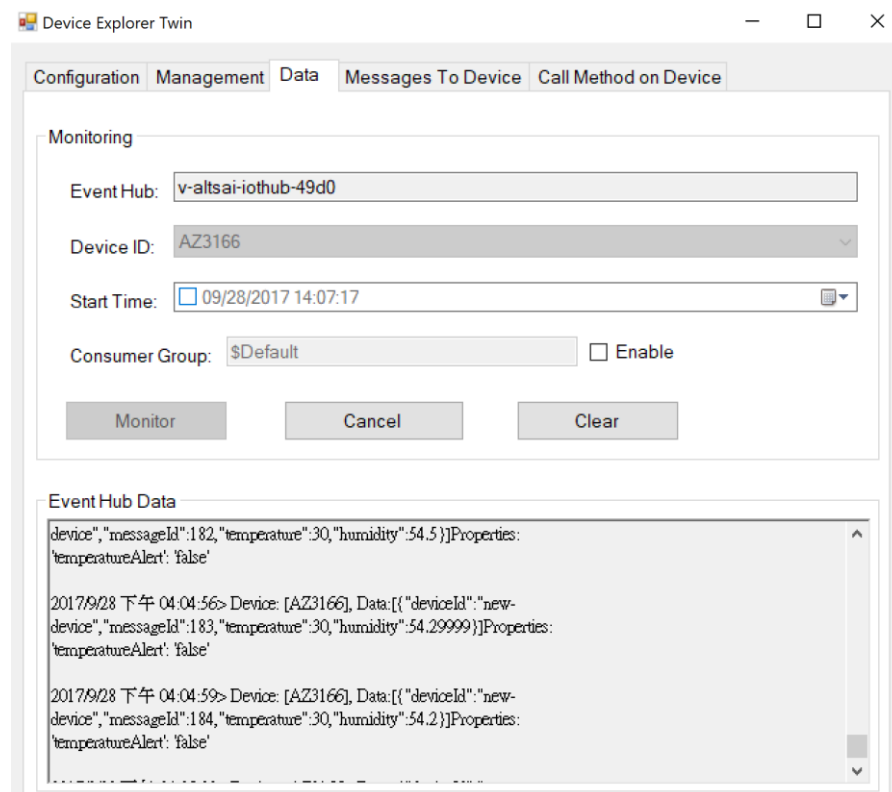 Device Explorer Twin
Configuration Management Data Messages To Device Call Method on Device
Monitoring
Event Hub: v-altsai-iothub-49d0
Device ID: AZ3166
Start Time: 09/28/2017 14:07:17
Consumer Group: $Default Enable
Monitor Cancel Clear
Event Hub Data
device","messageId":182,"temperature":30,"humidity":54.5}]Properties:
'temperatureAlert': 'false'
2017/9/28 下午 04:04:56> Device: [AZ3166], Data:[{"deviceId":"new-
device","messageId":183,"temperature":30,"humidity":54.29999}]Properties:
'temperatureAlert': 'false'
2017/9/28 下午 04:04:59> Device: [AZ3166], Data:[{"deviceId":"new-
device","messageId":184,"temperature":30,"humidity":54.2}]Properties:
'temperatureAlert': 'false'